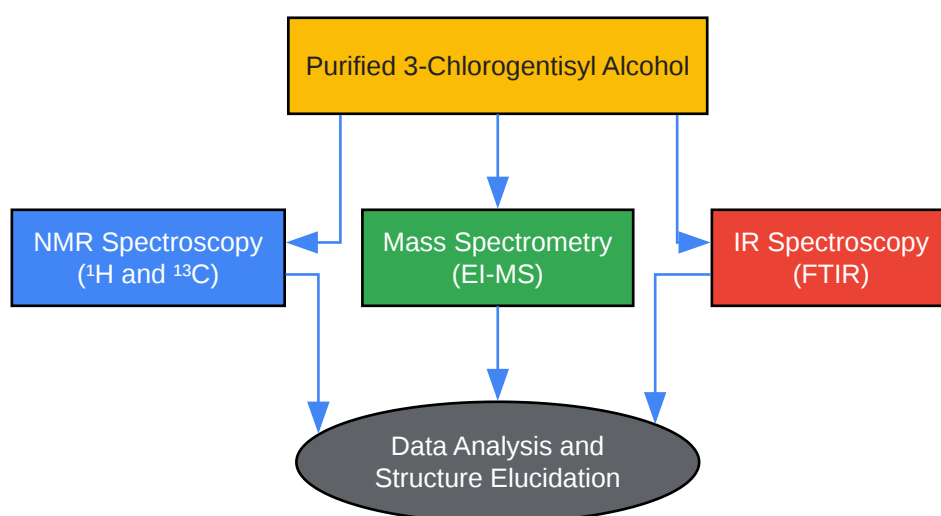 Purified 3-Chlorogentisyl Alcohol
NMR Spectroscopy
(¹H and ¹³C)
Mass Spectrometry
(EI-MS)
IR Spectroscopy
(FTIR)
Data Analysis and
Structure Elucidation